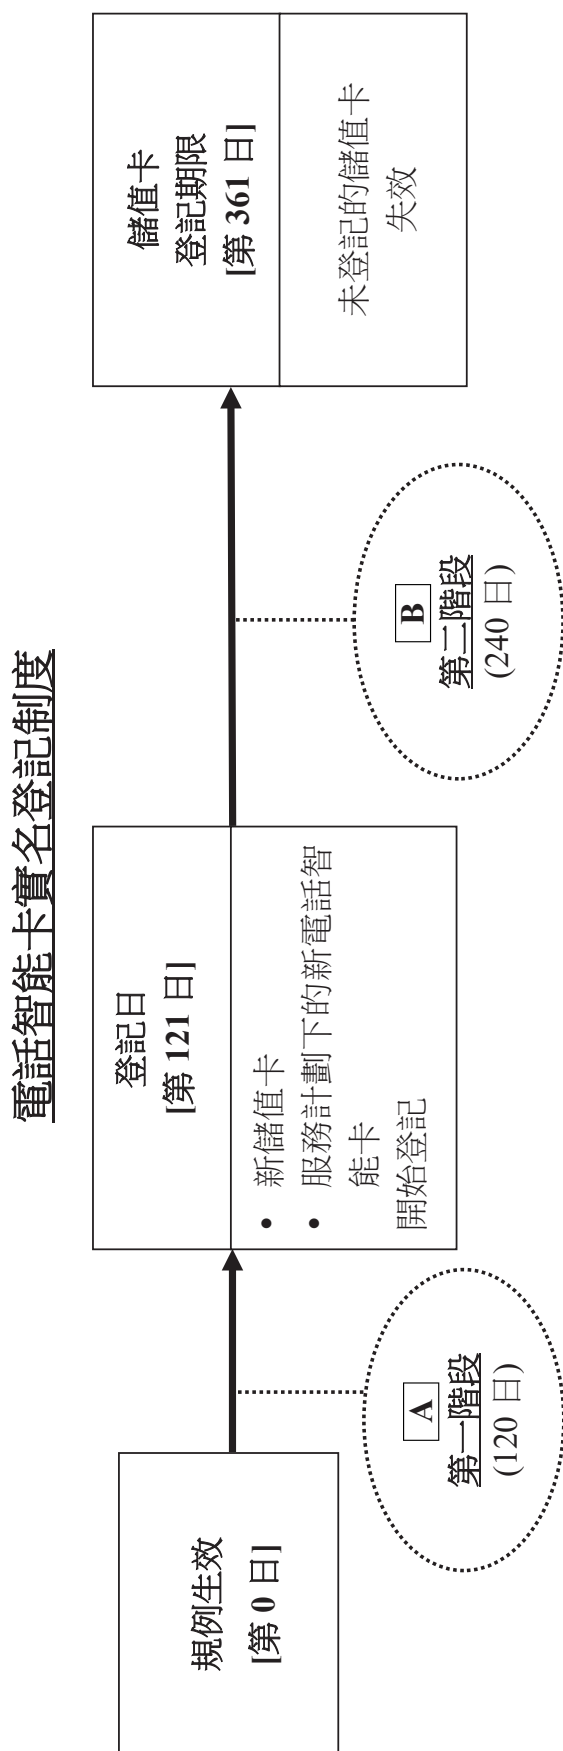 電話智能卡實名登記制度
規例生效
[第 0 日]
A
第一階段
(120 日)
登記日
[第 121 日]
• 新儲值卡
• 服務計劃下的新電話智
能卡
開始登記
B
第二階段
(240 日)
儲值卡
登記期限
[第 361 日]
未登記的儲值卡
失效